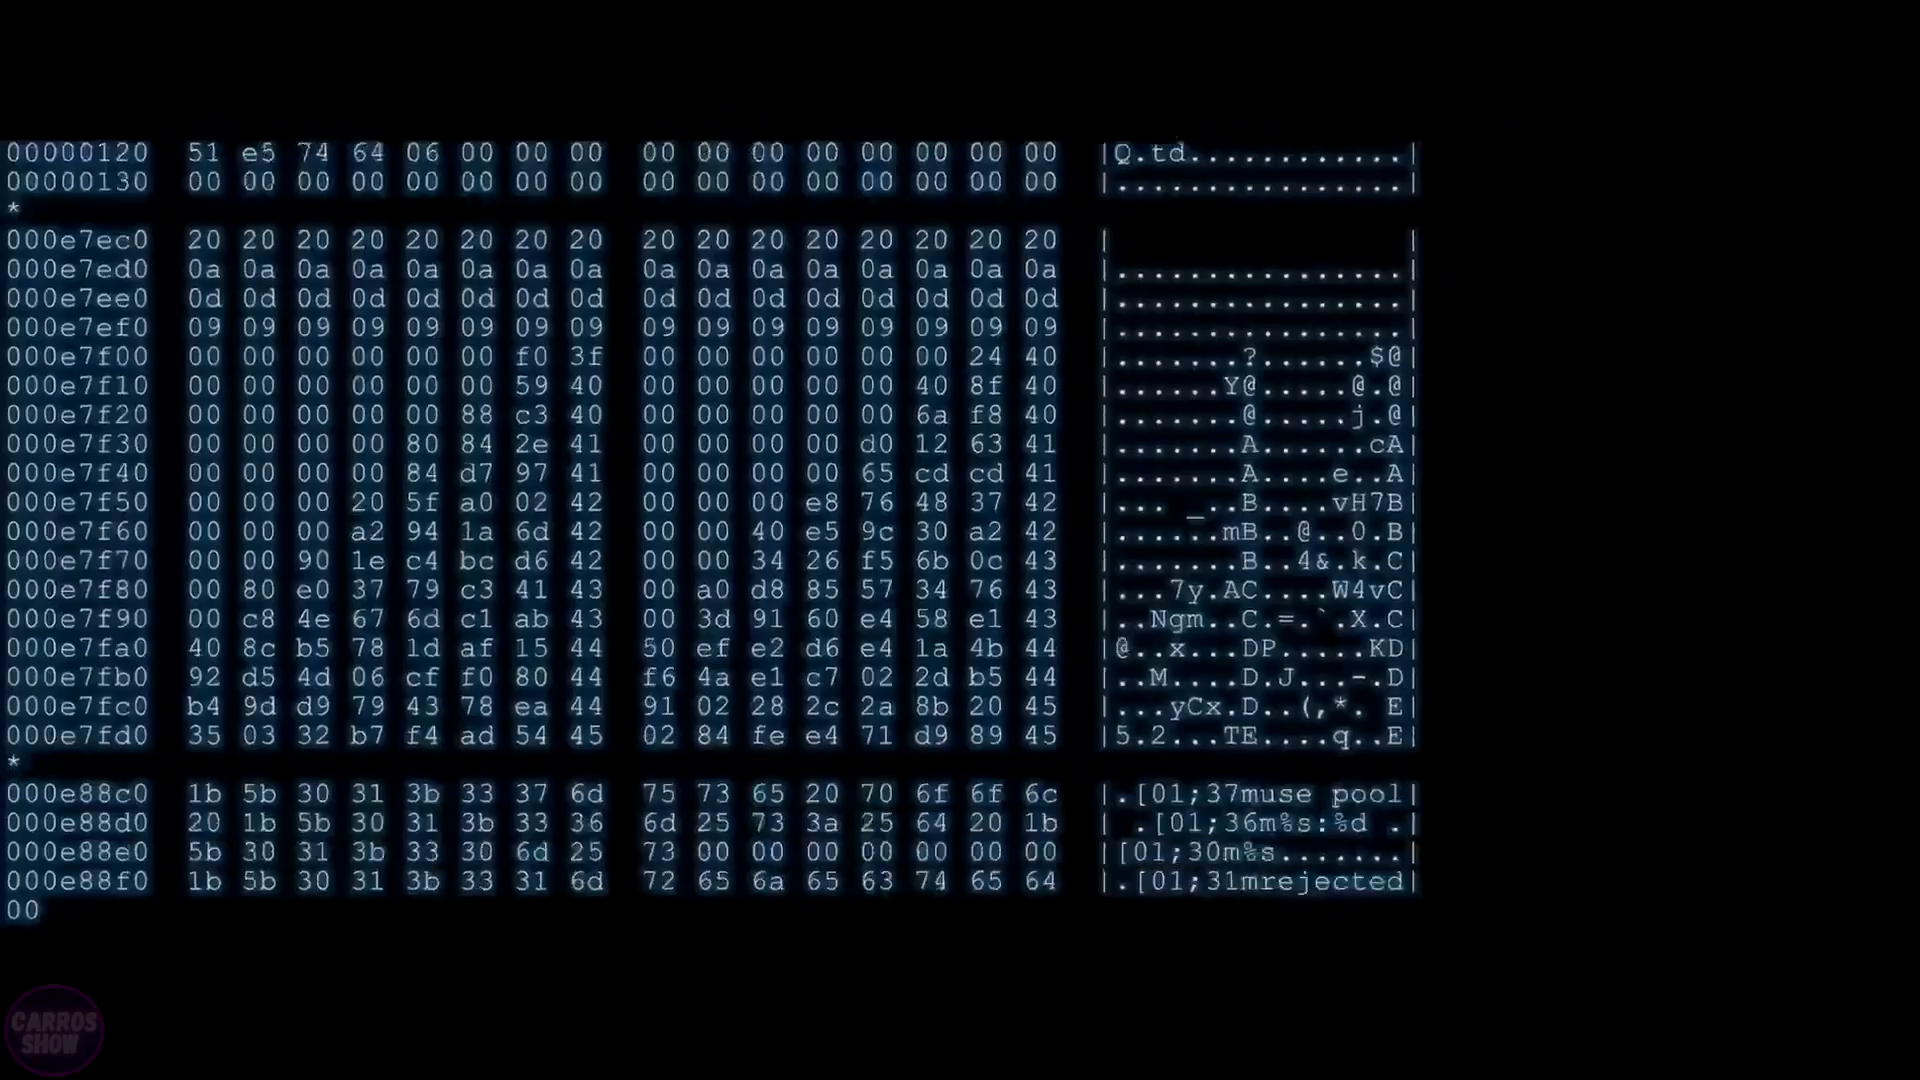 00000120  51 e5 74 64 06 00 00 00  00 00 00 00 00 00 00 00  |Q.td............|
00000130  00 00 00 00 00 00 00 00  00 00 00 00 00 00 00 00  |................|
*
000e7ec0  20 20 20 20 20 20 20 20  20 20 20 20 20 20 20 20  |                |
000e7ed0  0a 0a 0a 0a 0a 0a 0a 0a  0a 0a 0a 0a 0a 0a 0a 0a  |................|
000e7ee0  0d 0d 0d 0d 0d 0d 0d 0d  0d 0d 0d 0d 0d 0d 0d 0d  |................|
000e7ef0  09 09 09 09 09 09 09 09  09 09 09 09 09 09 09 09  |................|
000e7f00  00 00 00 00 00 00 f0 3f  00 00 00 00 00 00 24 40  |.......?......$@|
000e7f10  00 00 00 00 00 00 59 40  00 00 00 00 00 40 8f 40  |......Y@.....@.@|
000e7f20  00 00 00 00 00 88 c3 40  00 00 00 00 00 6a f8 40  |.......@.....j.@|
000e7f30  00 00 00 00 80 84 2e 41  00 00 00 00 d0 12 63 41  |.......A......cA|
000e7f40  00 00 00 00 84 d7 97 41  00 00 00 00 65 cd cd 41  |.......A....e..A|
000e7f50  00 00 00 20 5f a0 02 42  00 00 00 e8 76 48 37 42  |... _..B....vH7B|
000e7f60  00 00 00 a2 94 1a 6d 42  00 00 40 e5 9c 30 a2 42  |......mB..@..0.B|
000e7f70  00 00 90 1e c4 bc d6 42  00 00 34 26 f5 6b 0c 43  |.......B..4&.k.C|
000e7f80  00 80 e0 37 79 c3 41 43  00 a0 d8 85 57 34 76 43  |...7y.AC....W4vC|
000e7f90  00 c8 4e 67 6d c1 ab 43  00 3d 91 60 e4 58 e1 43  |..Ngm..C.=.`.X.C|
000e7fa0  40 8c b5 78 1d af 15 44  50 ef e2 d6 e4 1a 4b 44  |@..x...DP.....KD|
000e7fb0  92 d5 4d 06 cf f0 80 44  f6 4a e1 c7 02 2d b5 44  |..M....D.J...-.D|
000e7fc0  b4 9d d9 79 43 78 ea 44  91 02 28 2c 2a 8b 20 45  |...yCx.D..(,*. E|
000e7fd0  35 03 32 b7 f4 ad 54 45  02 84 fe e4 71 d9 89 45  |5.2...TE....q..E|
*
000e88c0  1b 5b 30 31 3b 33 37 6d  75 73 65 20 70 6f 6f 6c  |.[01;37muse pool|
000e88d0  20 1b 5b 30 31 3b 33 36  6d 25 73 3a 25 64 20 1b  | .[01;36m%s:%d .|
000e88e0  5b 30 31 3b 33 30 6d 25  73 00 00 00 00 00 00 00  |[01;30m%s.......|
000e88f0  1b 5b 30 31 3b 33 31 6d  72 65 6a 65 63 74 65 64  |.[01;31mrejected|
00
CARROS
SHOW